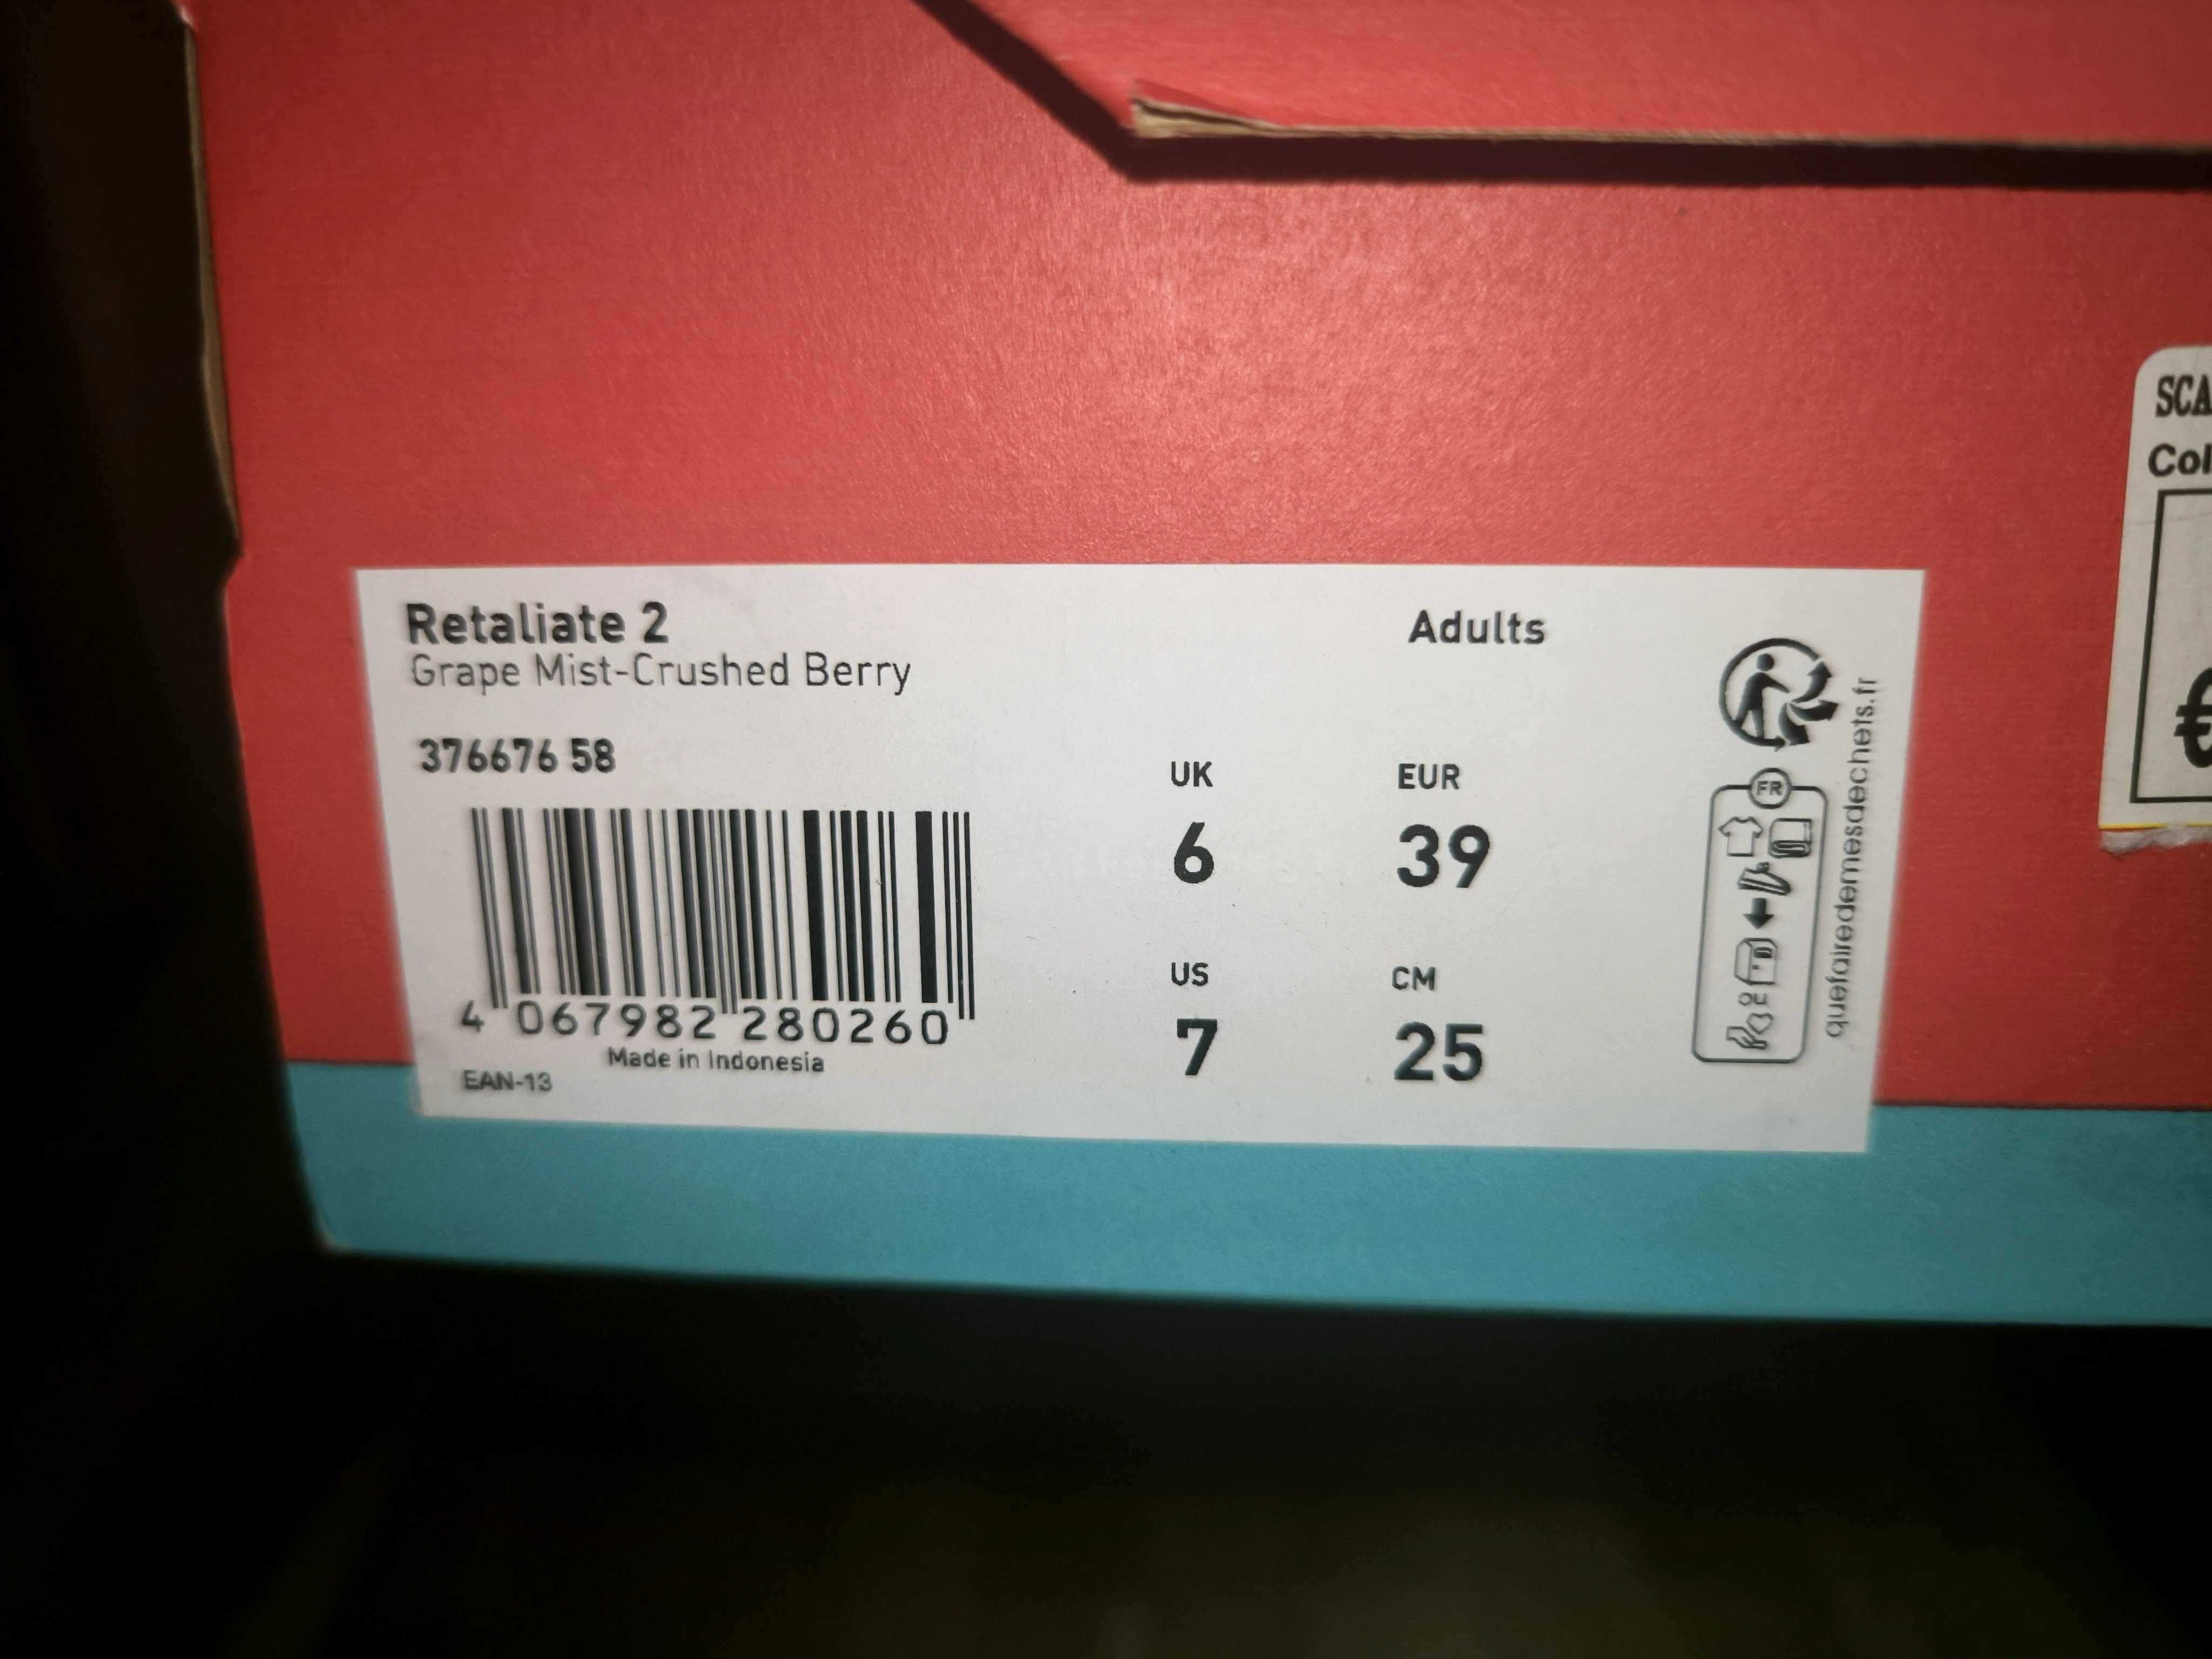 Retaliate 2
Adults
Grape Mist-Crushed Berry
376676 58
UK
EUR
6
39
US
CM
7
25
4 067982 280260
Made in Indonesia
EAN-13
FR
OU
quefairedemesdechets.fr
SCA
Col
€